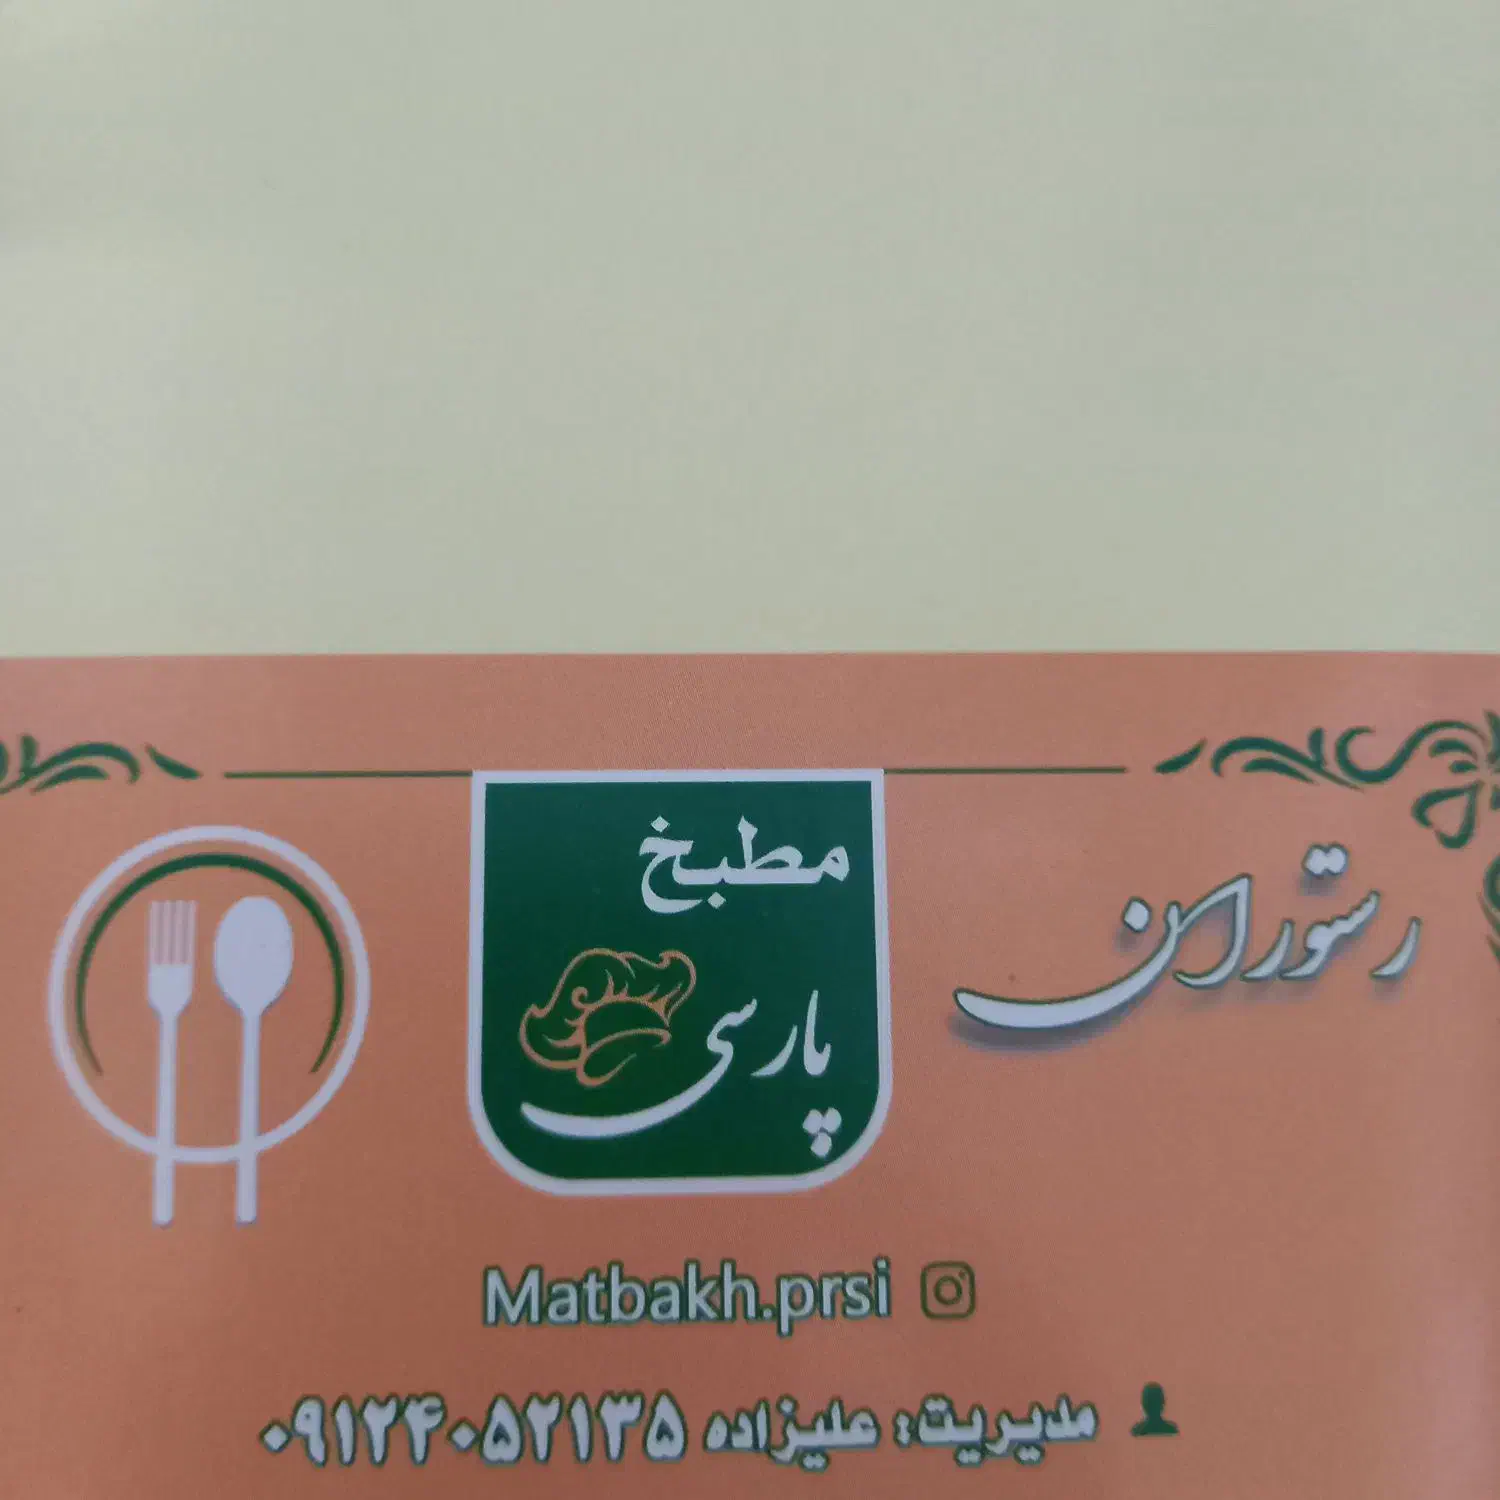 رستوران
مطبخ
پارسی
Matbakh.prsi
مدیریت: علیزاده ۰۹۱۲۴۰۵۲۱۳۵